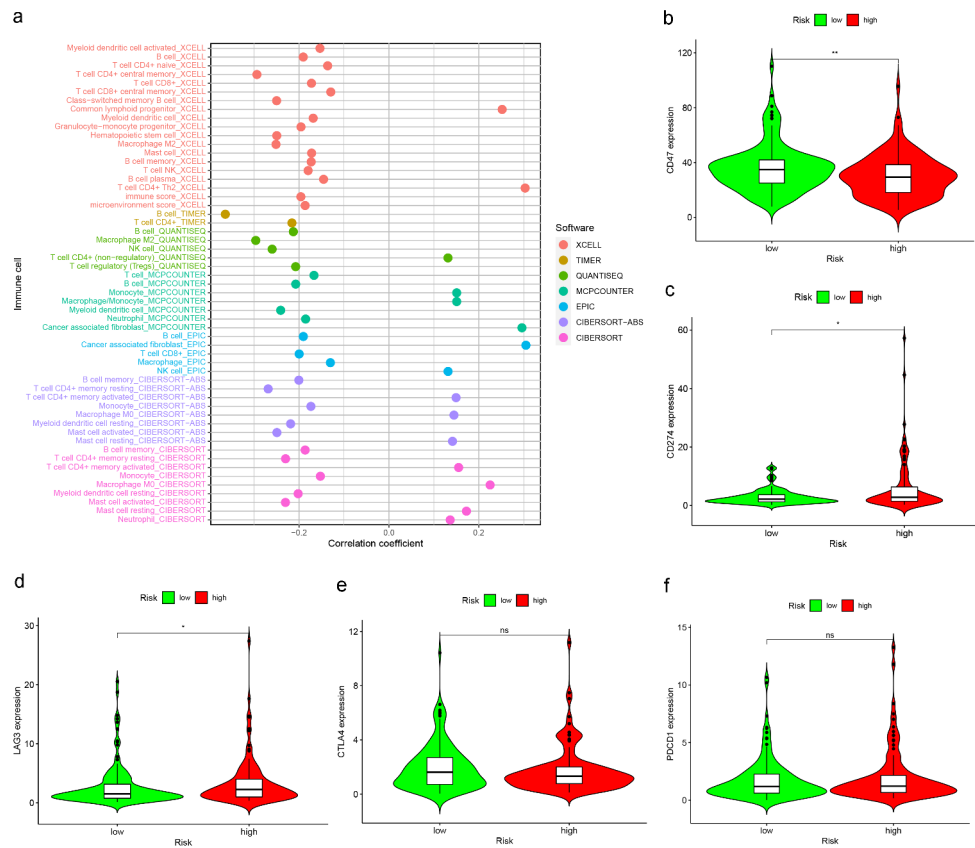 a
Immune cell
Myeloid dendritic cell activated_XCELL
B cell_XCELL
T cell CD4+ naive_XCELL
T cell CD4+ central memory_XCELL
T cell CD8+_XCELL
T cell CD8+ central memory_XCELL
Class-switched memory B cell_XCELL
Common lymphoid progenitor_XCELL
Myeloid dendritic cell_XCELL
Granulocyte-monocyte progenitor_XCELL
Hematopoietic stem cell_XCELL
Macrophage M2_XCELL
Mast cell_XCELL
B cell memory_XCELL
T cell NK_XCELL
B cell plasma_XCELL
T cell CD4+ Th2_XCELL
immune score_XCELL
microenvironment score_XCELL
B cell_TIMER
T cell CD4+_TIMER
B cell_QUANTISEQ
Macrophage M2_QUANTISEQ
NK cell_QUANTISEQ
T cell CD4+ (non-regulatory)_QUANTISEQ
T cell regulatory (Tregs)_QUANTISEQ
T cell_MCPCOUNTER
B cell_MCPCOUNTER
Monocyte_MCPCOUNTER
Macrophage/Monocyte_MCPCOUNTER
Myeloid dendritic cell_MCPCOUNTER
Neutrophil_MCPCOUNTER
Cancer associated fibroblast_MCPCOUNTER
B cell_EPIC
Cancer associated fibroblast_EPIC
T cell CD8+_EPIC
Macrophage_EPIC
NK cell_EPIC
B cell memory_CIBERSORT-ABS
T cell CD4+ memory resting_CIBERSORT-ABS
T cell CD4+ memory activated_CIBERSORT-ABS
Monocyte_CIBERSORT-ABS
Macrophage M0_CIBERSORT-ABS
Myeloid dendritic cell resting_CIBERSORT-ABS
Mast cell activated_CIBERSORT-ABS
Mast cell resting_CIBERSORT-ABS
B cell memory_CIBERSORT
T cell CD4+ memory resting_CIBERSORT
T cell CD4+ memory activated_CIBERSORT
Monocyte_CIBERSORT
Macrophage M0_CIBERSORT
Myeloid dendritic cell resting_CIBERSORT
Mast cell activated_CIBERSORT
Mast cell resting_CIBERSORT
Neutrophil_CIBERSORT
−0.2 0.0 0.2
Correlation coefficient
Software
XCELL
TIMER
QUANTISEQ
MCPCOUNTER
EPIC
CIBERSORT-ABS
CIBERSORT
b
Risk low high
CD47 expression
120
80
40
0
**
low high
Risk
c
Risk low high
CD274 expression
60
40
20
0
*
low high
Risk
d
Risk low high
LAG3 expression
30
20
10
0
*
low high
Risk
e
Risk low high
CTLA4 expression
12
8
4
0
ns
low high
Risk
f
Risk low high
PDCD1 expression
15
10
5
0
ns
low high
Risk